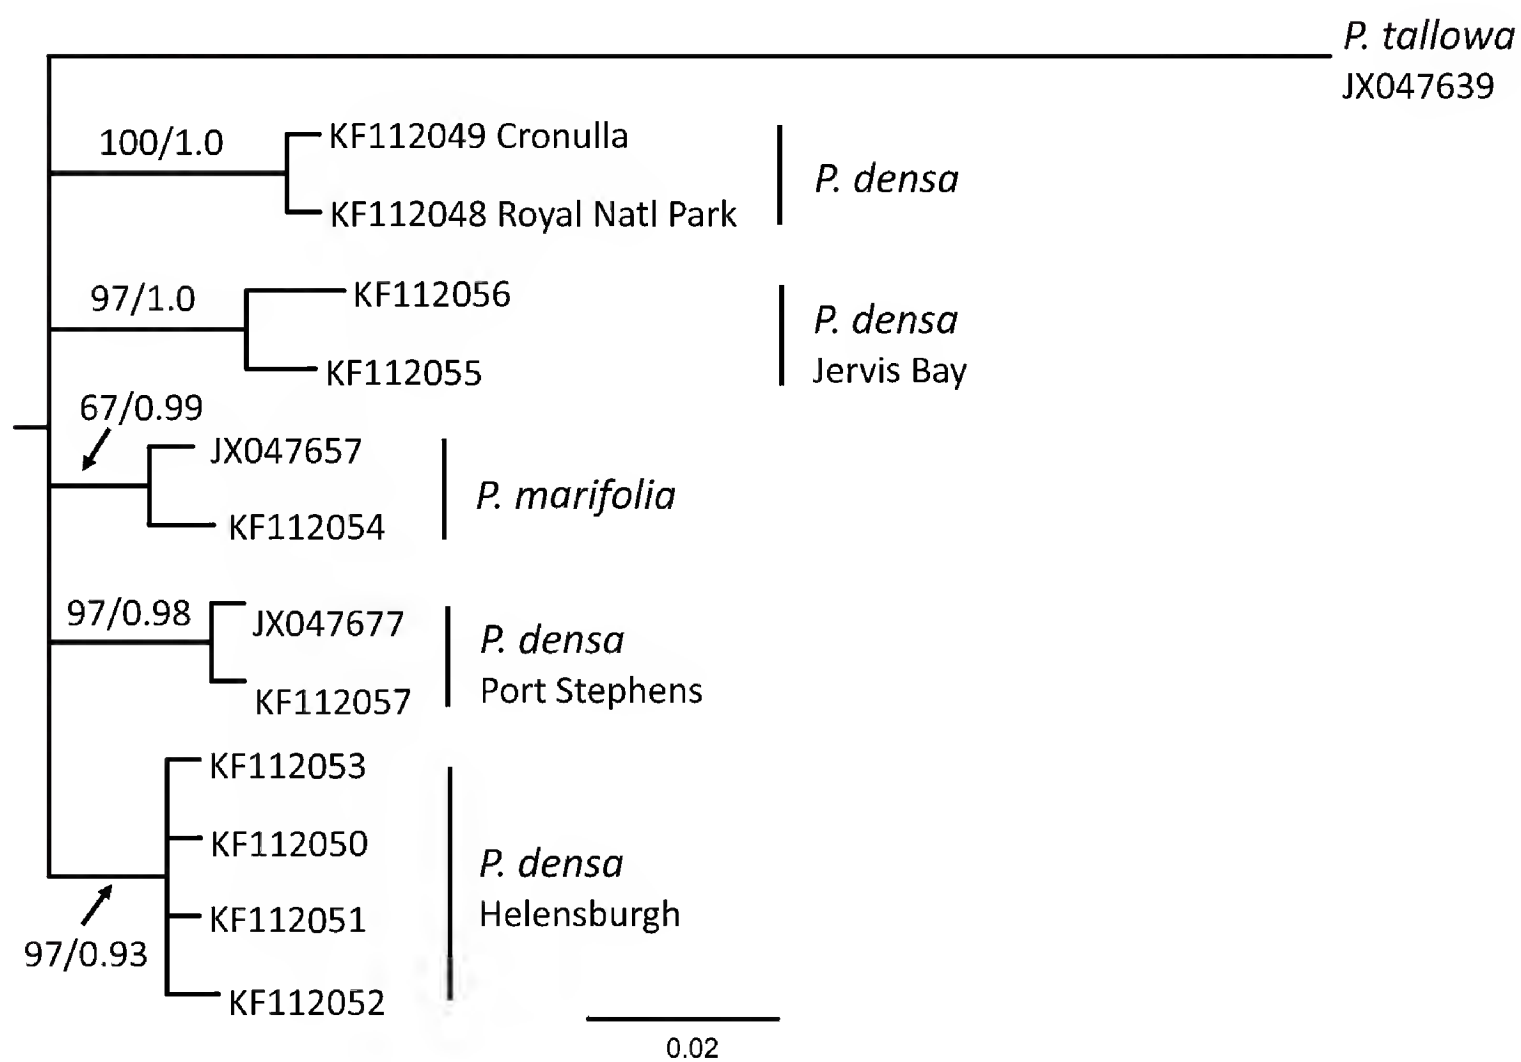 P. tallowa
JX047639
100/1.0
KF112049 Cronulla
KF112048 Royal Natl Park
P. densa
97/1.0
KF112056
KF112055
P. densa
Jervis Bay
67/0.99
JX047657
KF112054
P. marifolia
97/0.98
JX047677
KF112057
P. densa
Port Stephens
KF112053
KF112050
KF112051
KF112052
P. densa
Helensburgh
97/0.93
0.02